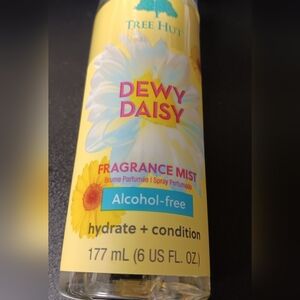 TREE HUT
DEWY
DAISY
FRAGRANCE MIST
Brume Parfumée | Spray Perfumado
Alcohol-free
hydrate + condition
177 mL (6 US FL. OZ.)